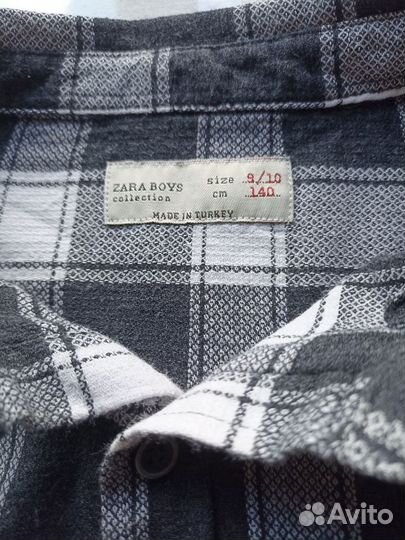 ZARA BOYS
collection
size 9/10
cm 140
MADE IN TURKEY
Avito